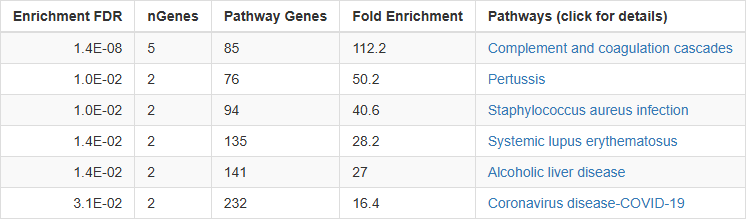 Enrichment FDR nGenes Pathway Genes Fold Enrichment Pathways (click for details)
1.4E-08 5 85 112.2 Complement and coagulation cascades
1.0E-02 2 76 50.2 Pertussis
1.0E-02 2 94 40.6 Staphylococcus aureus infection
1.4E-02 2 135 28.2 Systemic lupus erythematosus
1.4E-02 2 141 27 Alcoholic liver disease
3.1E-02 2 232 16.4 Coronavirus disease-COVID-19